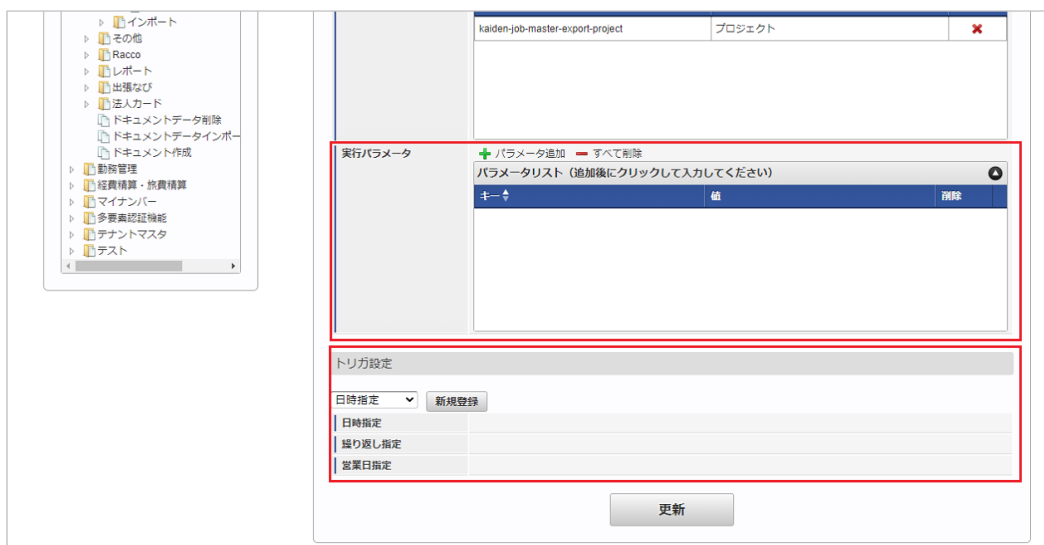 インポート
その他
Racco
レポート
出張なび
法人カード
ドキュメントデータ削除
ドキュメントデータインポー
ドキュメント作成
勤務管理
経費精算・旅費精算
マイナンバー
多要素認証機能
テナントマスタ
テスト
kaiden-job-master-export-project プロジェクト
実行パラメータ パラメータ追加 すべて削除
パラメータリスト（追加後にクリックして入力してください）
キー 値 削除
トリガ設定
日時指定 新規登録
日時指定
繰り返し指定
営業日指定
更新